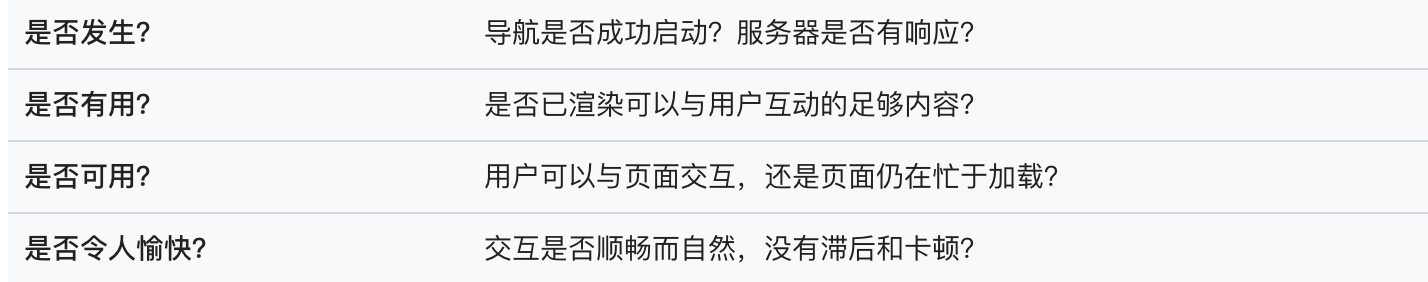 是否发生? 导航是否成功启动? 服务器是否有响应?
是否有用? 是否已渲染可以与用户互动的足够内容?
是否可用? 用户可以与页面交互，还是页面仍在忙于加载?
是否令人愉快? 交互是否顺畅而自然，没有滞后和卡顿?